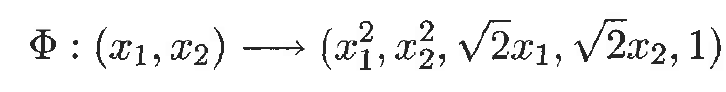 Φ : (x₁, x₂) ⟶ (x₁², x₂², √2x₁, √2x₂, 1)